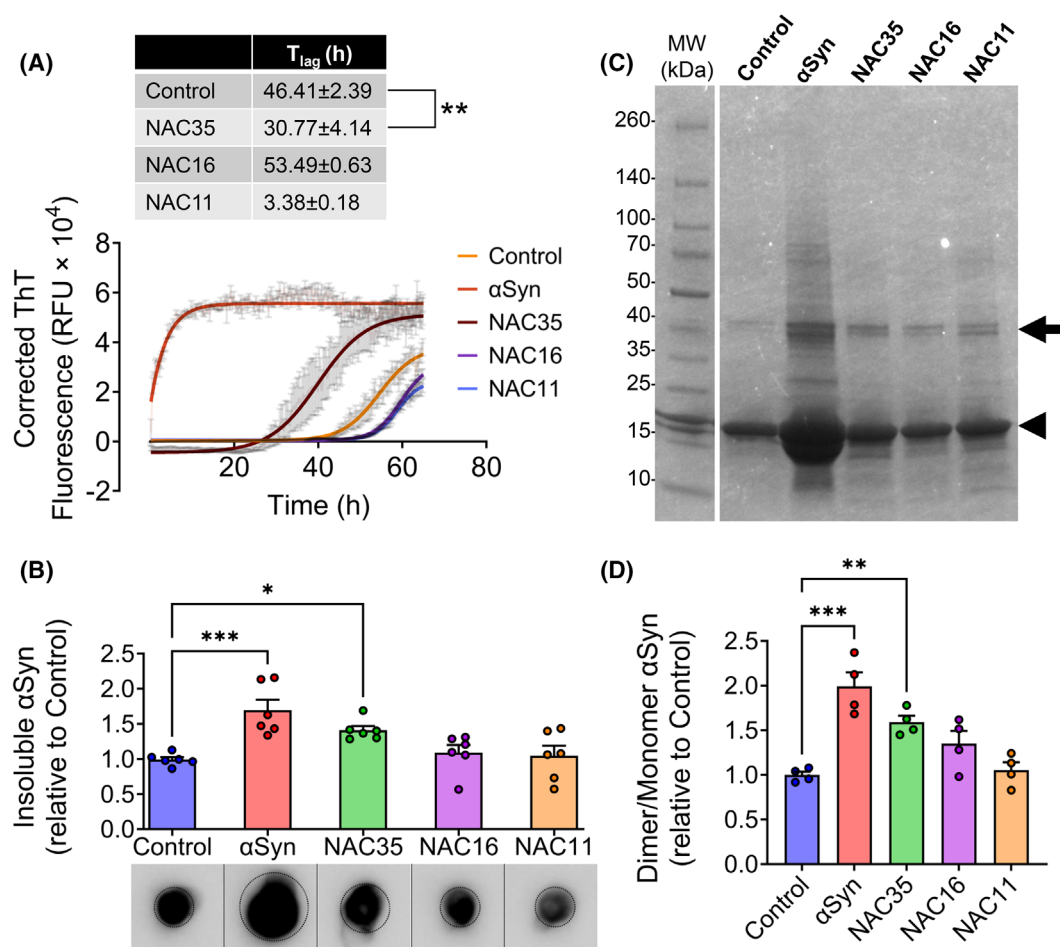 (A)
T_lag (h)
Control 46.41±2.39
NAC35 30.77±4.14
NAC16 53.49±0.63
NAC11 3.38±0.18
**
Corrected ThT
Fluorescence (RFU × 10⁴)
8
6
4
2
0
-2
20 40 60 80
Time (h)
Control
αSyn
NAC35
NAC16
NAC11
(C)
MW
(kDa)
Control αSyn NAC35 NAC16 NAC11
260
140
100
70
50
40
35
25
15
10
(B)
Insoluble αSyn
(relative to Control)
*
***
2.5
2.0
1.5
1.0
0.5
0.0
Control αSyn NAC35 NAC16 NAC11
(D)
Dimer/Monomer αSyn
(relative to Control)
**
***
2.5
2.0
1.5
1.0
0.5
0.0
Control αSyn NAC35 NAC16 NAC11